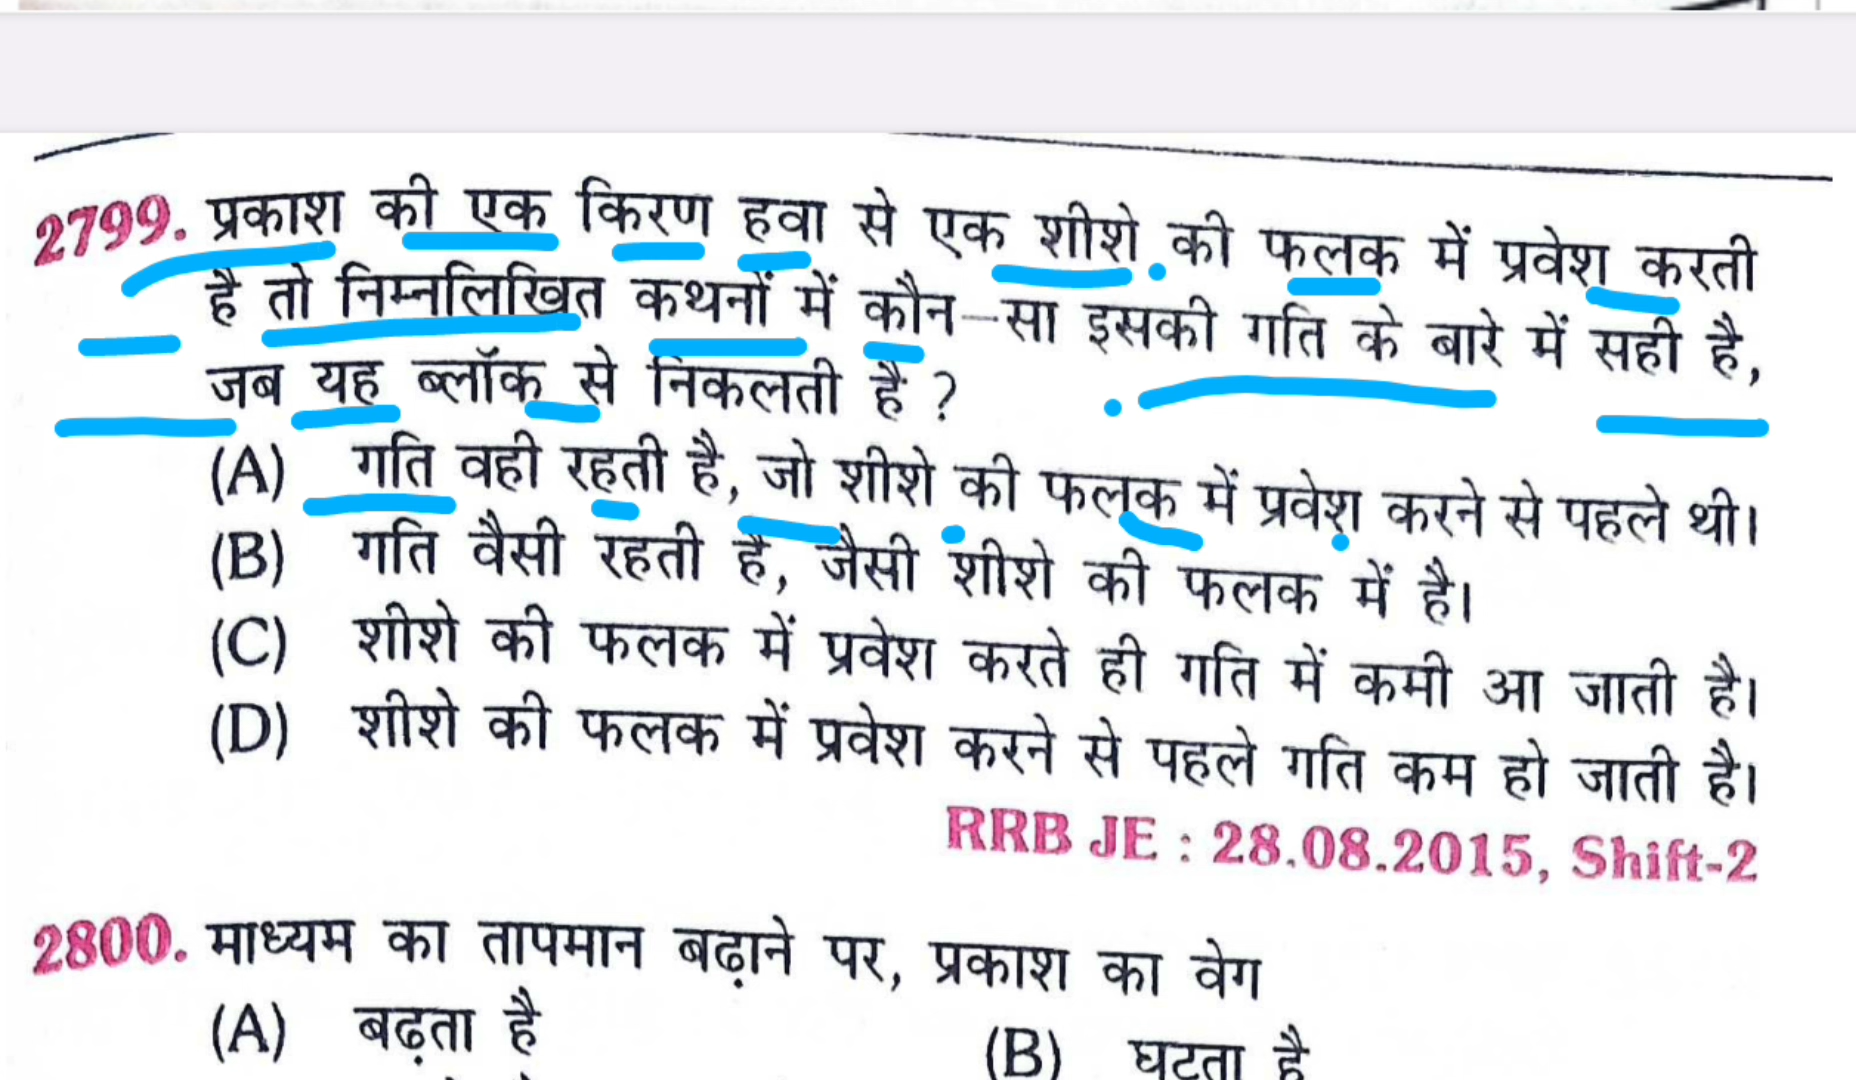 2799. प्रकाश की एक किरण हवा से एक शीशे की फलक में प्रवेश करती
है तो निम्नलिखित कथनों में कौन–सा इसकी गति के बारे में सही है,
जब यह ब्लॉक से निकलती है ?
(A) गति वही रहती है, जो शीशे की फलक में प्रवेश करने से पहले थी।
(B) गति वैसी रहती है, जैसी शीशे की फलक में है।
(C) शीशे की फलक में प्रवेश करते ही गति में कमी आ जाती है।
(D) शीशे की फलक में प्रवेश करने से पहले गति कम हो जाती है।
RRB JE : 28.08.2015, Shift-2
2800. माध्यम का तापमान बढ़ाने पर, प्रकाश का वेग
(A) बढ़ता है (B) घटता है